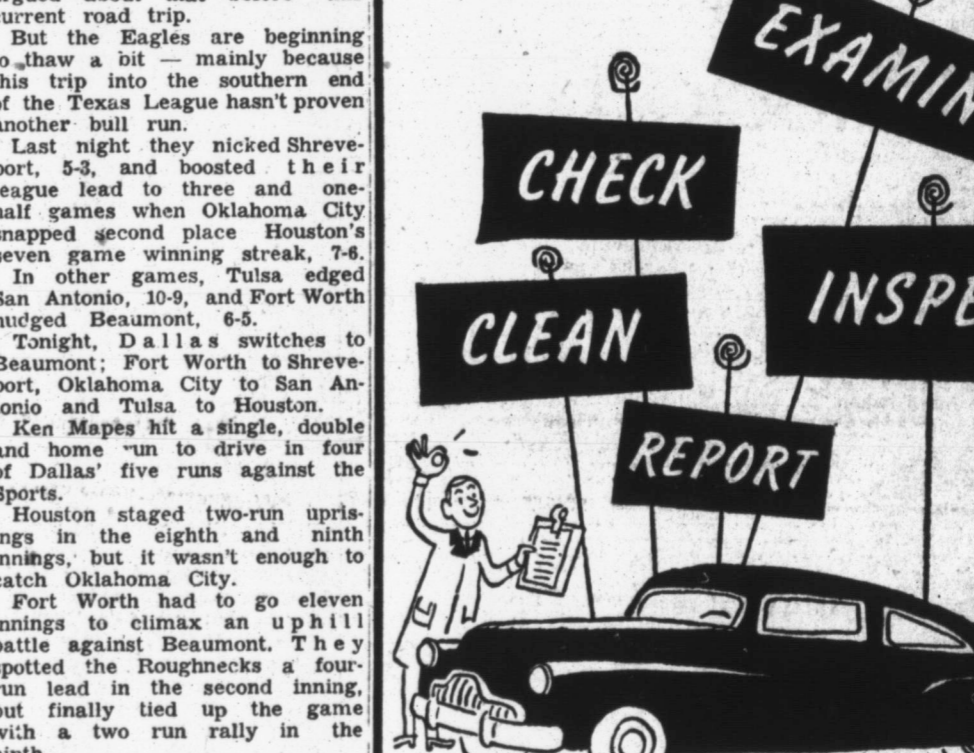 current road trip.
But the Eagles are beginning
to thaw a bit — mainly because
this trip into the southern end
of the Texas League hasn't proven
another bull run.
Last night they nicked Shreve-
port, 5-3, and boosted their
league lead to three and one-
half games when Oklahoma City
snapped second place Houston's
seven game winning streak, 7-6.
In other games, Tulsa edged
San Antonio, 10-9, and Fort Worth
nudged Beaumont, 6-5.
Tonight, Dallas switches to
Beaumont; Fort Worth to Shreve-
port, Oklahoma City to San An-
tonio and Tulsa to Houston.
Ken Mapes hit a single, double
and home run to drive in four
of Dallas' five runs against the
Sports.
Houston staged two-run upris-
ings in the eighth and ninth
innings, but it wasn't enough to
catch Oklahoma City.
Fort Worth had to go eleven
innings to climax an uphill
battle against Beaumont. They
spotted the Roughnecks a four-
run lead in the second inning,
but finally tied up the game
with a two run rally in the
EXAMIN
CHECK
INSPE
CLEAN
REPORT